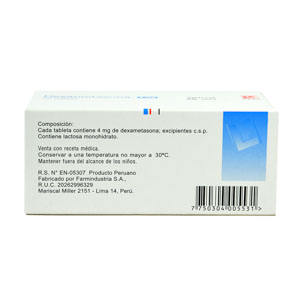 Composición:
Cada tableta contiene 4 mg de dexametasona; excipientes c.s.p.
Contiene lactosa monohidrato.
Venta con receta médica.
Conservar a una temperatura no mayor a 30ºC.
Mantener fuera del alcance de los niños.
R.S. N° EN-05307 Producto Peruano
Fabricado por Farmindustria S.A.,
R.U.C. 20262996329
Mariscal Miller 2151 - Lima 14, Perú.
7 750304 005531